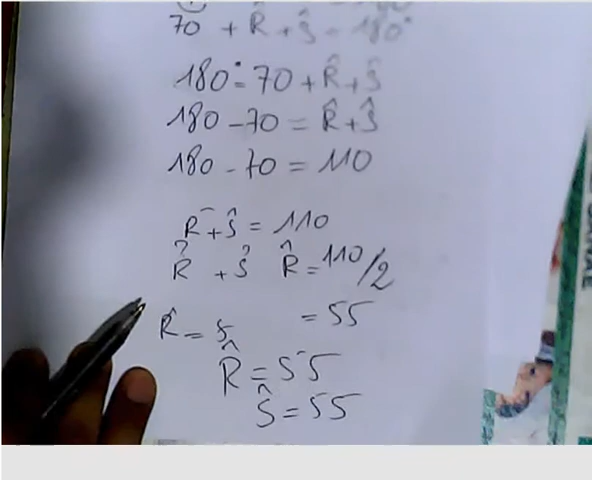 70 + R̂ + ŝ = 180°
180° = 70 + R̂ + ŝ
180 - 70 = R̂ + ŝ
180 - 70 = 110
R̂ + ŝ = 110
R̂ + ŝ R̂ = 110/2
R̂ = ŝ = 55
R̂ = 55
ŝ = 55